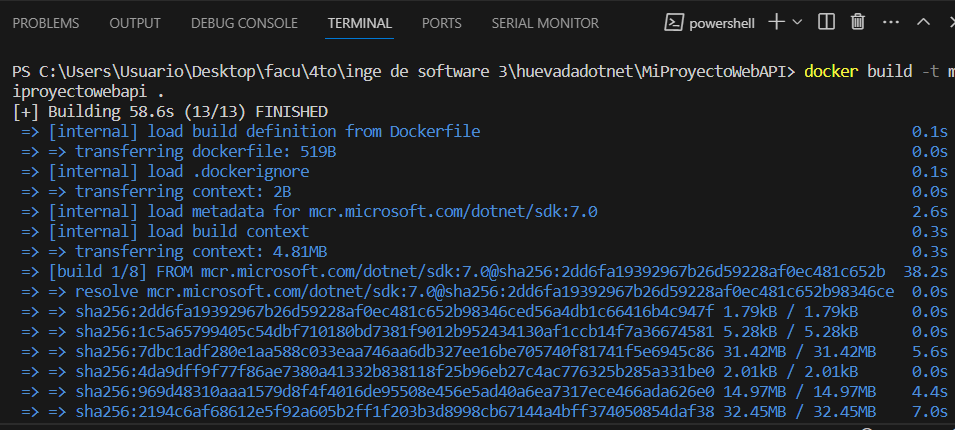 PROBLEMS OUTPUT DEBUG CONSOLE TERMINAL PORTS SERIAL MONITOR powershell
PS C:\Users\Usuario\Desktop\facu\4to\inge de software 3\huevadadotnet\MiProyectoWebAPI> docker build -t m
iproyectowebapi .
[+] Building 58.6s (13/13) FINISHED
=> [internal] load build definition from Dockerfile 0.1s
=> => transferring dockerfile: 519B 0.0s
=> [internal] load .dockerignore 0.1s
=> => transferring context: 2B 0.0s
=> [internal] load metadata for mcr.microsoft.com/dotnet/sdk:7.0 2.6s
=> [internal] load build context 0.3s
=> => transferring context: 4.81MB 0.3s
=> [build 1/8] FROM mcr.microsoft.com/dotnet/sdk:7.0@sha256:2dd6fa19392967b26d59228af0ec481c652b 38.2s
=> => resolve mcr.microsoft.com/dotnet/sdk:7.0@sha256:2dd6fa19392967b26d59228af0ec481c652b98346ce 0.0s
=> => sha256:2dd6fa19392967b26d59228af0ec481c652b98346ced56a4db1c66416b4c947f 1.79kB / 1.79kB 0.0s
=> => sha256:1c5a65799405c54dbf710180bd7381f9012b952434130af1ccb14f7a36674581 5.28kB / 5.28kB 0.0s
=> => sha256:7dbc1adf280e1aa588c033eaa746aa6db327ee16be705740f81741f5e6945c86 31.42MB / 31.42MB 5.6s
=> => sha256:4da9dff9f77f86ae7380a41332b838118f25b96eb27c4ac776325b285a331be0 2.01kB / 2.01kB 0.0s
=> => sha256:969d48310aaa1579d8f4f4016de95508e456e5ad40a6ea7317ece466ada626e0 14.97MB / 14.97MB 4.4s
=> => sha256:2194c6af68612e5f92a605b2ff1f203b3d8998cb67144a4bff374050854daf38 32.45MB / 32.45MB 7.0s